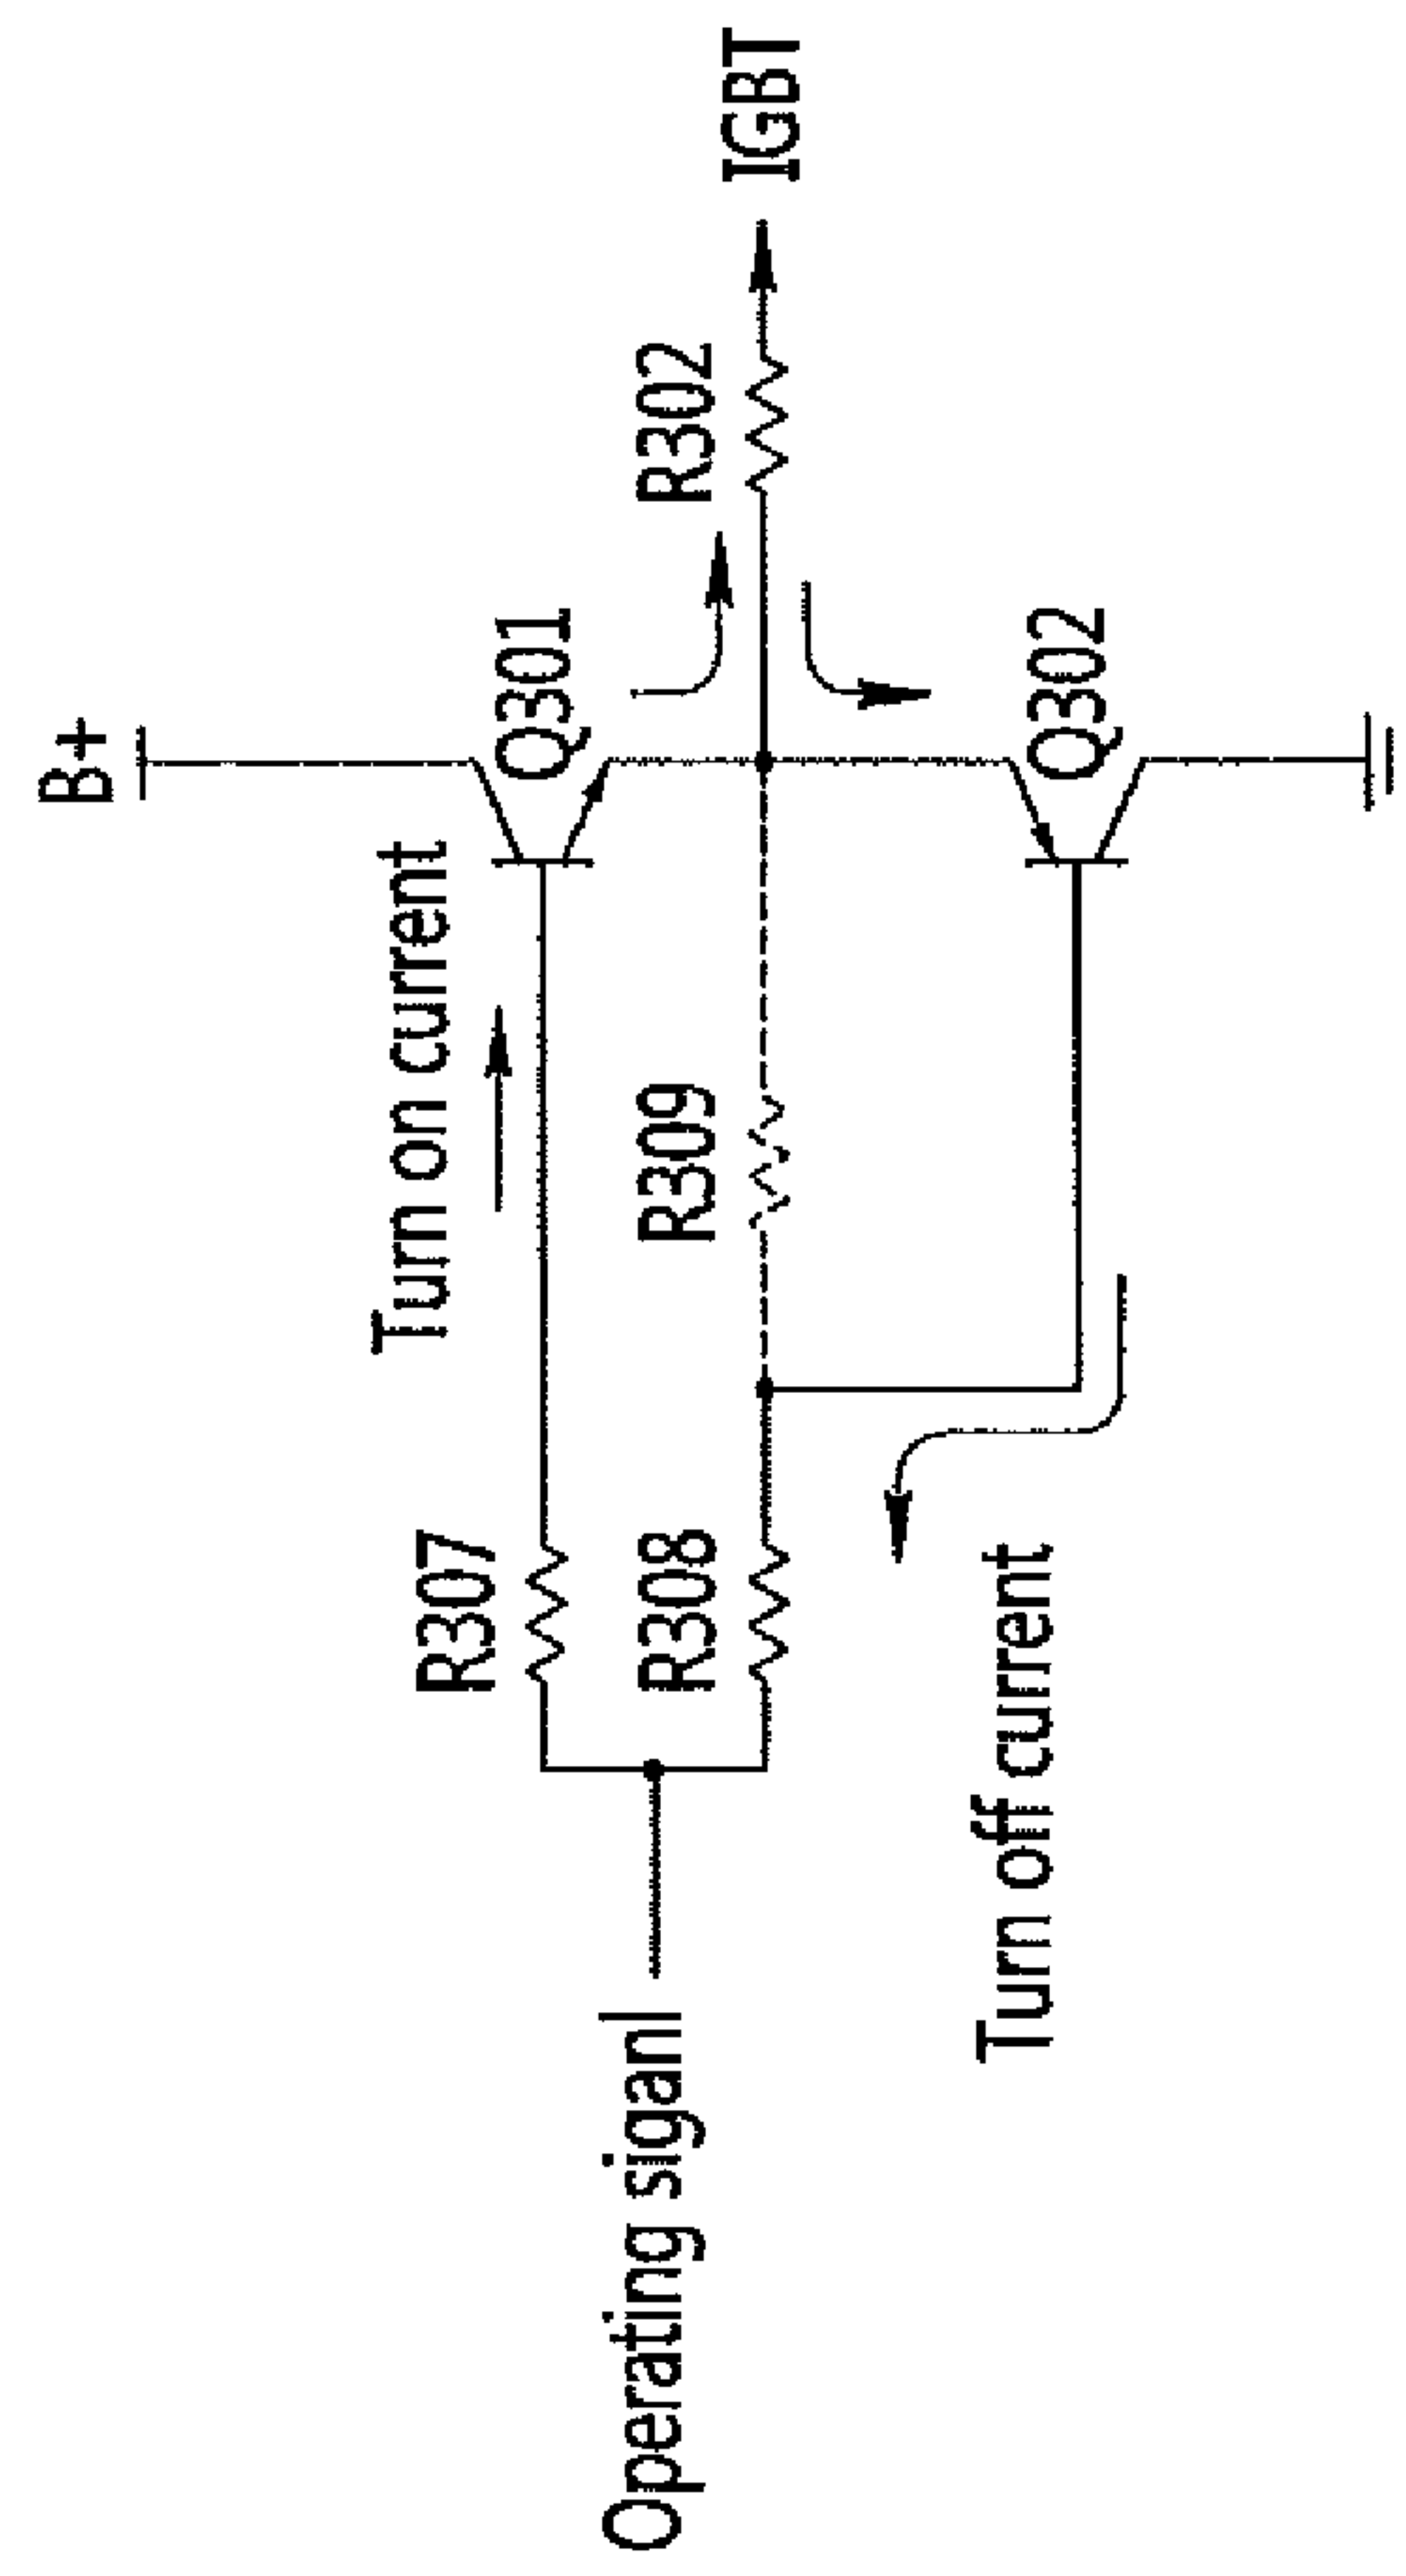 B+
Turn on current
Q301
R307
R302
R308
R309
IGBT
Operating siganl
Q302
Turn off current